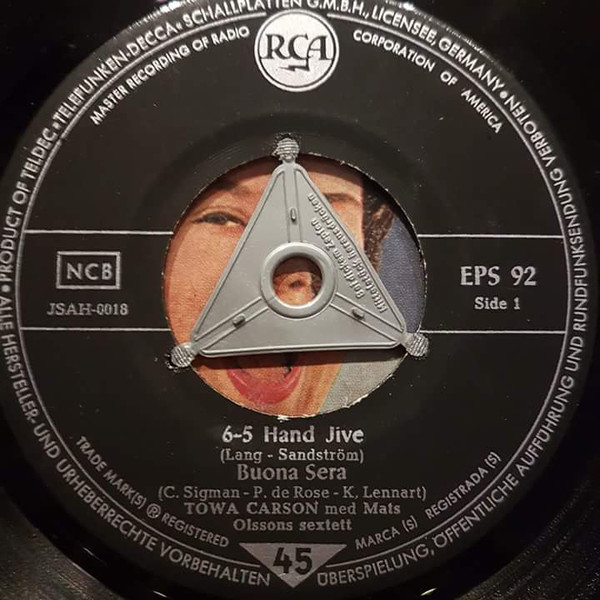 • PRODUCT OF TELDEC • TELEFUNKEN-DECCA • SCHALLPLATTEN G.M.B.H., LICENSEE, GERMANY •
MASTER RECORDING OF RADIO
CORPORATION OF AMERICA
RCA
NCB
JSAH-0018
EPS 92
Side 1
6-5 Hand Jive
(Lang - Sandström)
Buona Sera
(C. Sigman - P. de Rose - K. Lennart)
TOWA CARSON med Mats
Olssons sextett
TRADE MARK(S) ® REGISTERED
MARCA (S) REGISTRADA (S)
45
ALLE HERSTELLER- UND URHEBERRECHTE VORBEHALTEN
ÜBERSPIELUNG, ÖFFENTLICHE AUFFÜHRUNG UND RUNDFUNKSENDUNG VERBOTEN